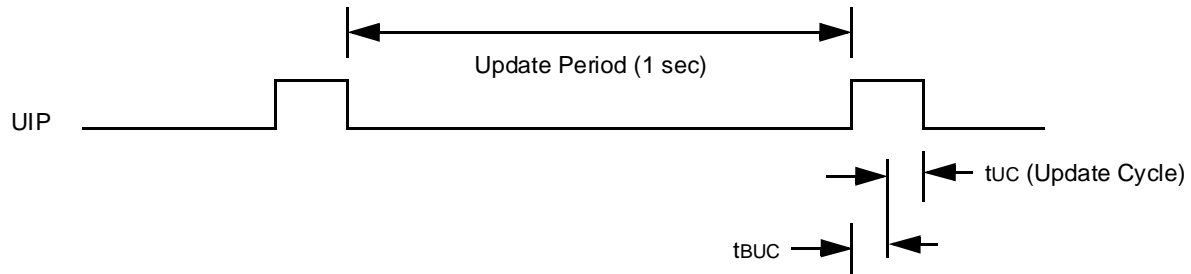 Update Period (1 sec)
UIP
tUC (Update Cycle)
tBUC